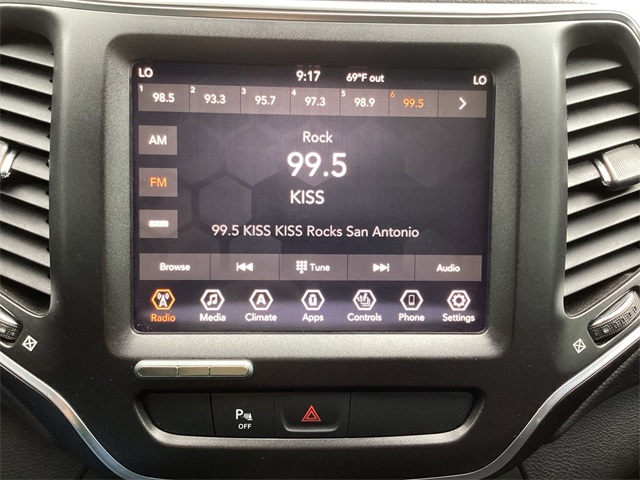 LO 9:17 69°F out LO
1 98.5 2 93.3 3 95.7 4 97.3 5 98.9 6 99.5
Rock
AM
99.5
FM
KISS
99.5 KISS KISS Rocks San Antonio
Browse Tune Audio
Radio Media Climate Apps Controls Phone Settings
P
OFF